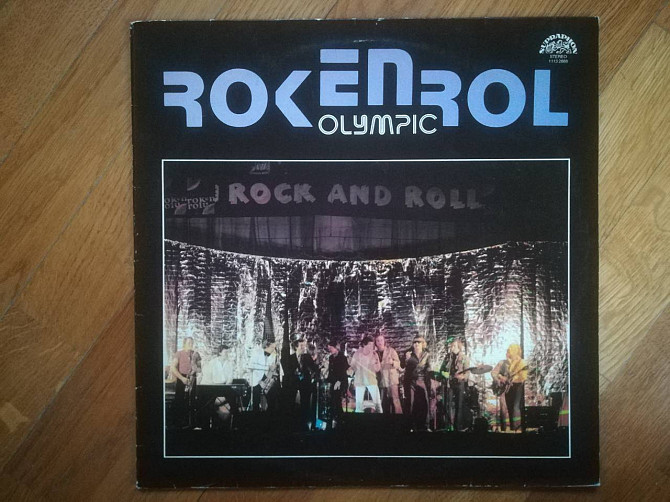 ROKENROL
OLYMPIC
SUPRAPHON
STEREO
ROCK AND ROLL